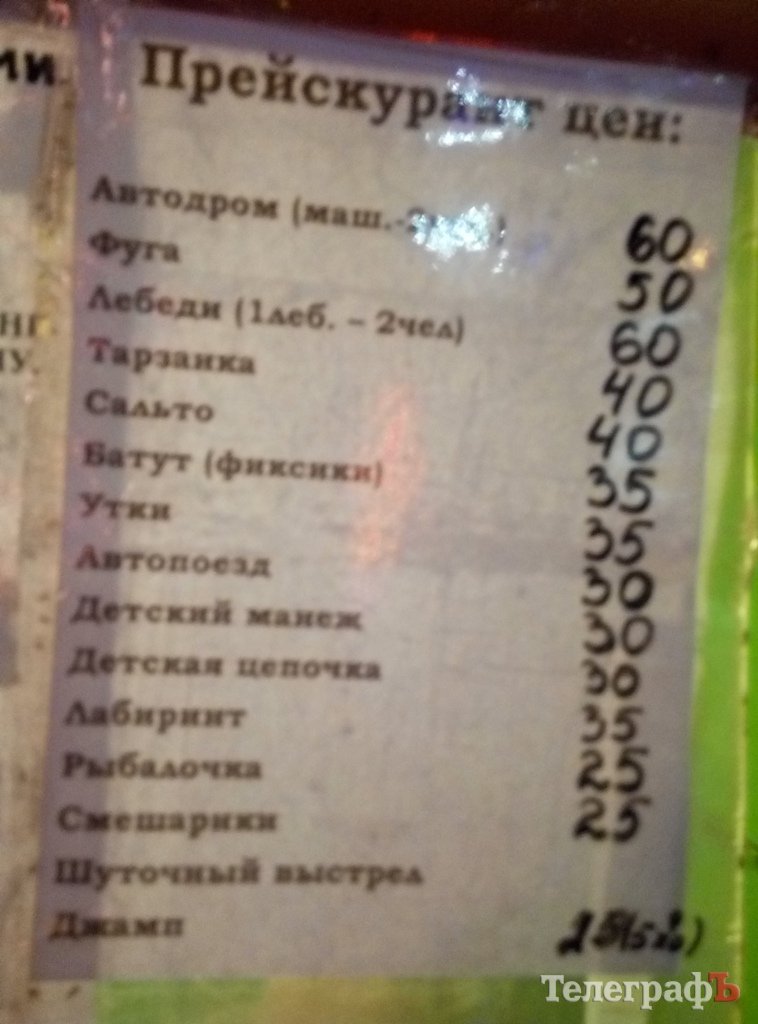 ии
Прейскурант цен:
Автодром (маш.- 60
Фуга 50
Лебеди (1леб. – 2чел) 60
Тарзанка 40
Сальто 40
Батут (фиксики) 35
Утки 35
Автопоезд 30
Детский манеж 30
Детская цепочка 30
Лабиринт 35
Рыбалочка 25
Смешарики 25
Шуточный выстрел
Джамп
ТелеграфЪ